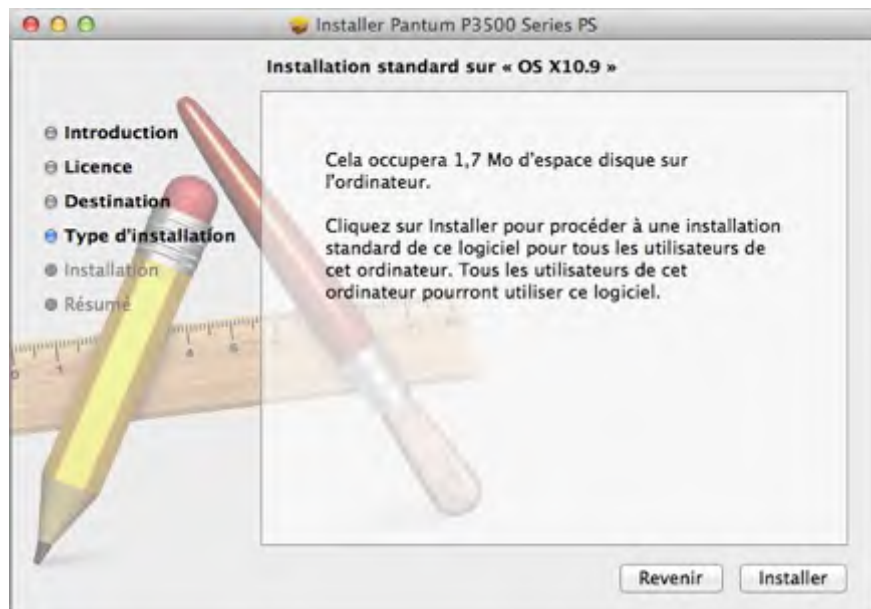 Installer Pantum P3500 Series PS
Installation standard sur « OS X10.9 »
Introduction
Licence
Destination
Type d'installation
Installation
Résumé
Cela occupera 1,7 Mo d'espace disque sur
l'ordinateur.
Cliquez sur Installer pour procéder à une installation
standard de ce logiciel pour tous les utilisateurs de
cet ordinateur. Tous les utilisateurs de cet
ordinateur pourront utiliser ce logiciel.
Revenir
Installer